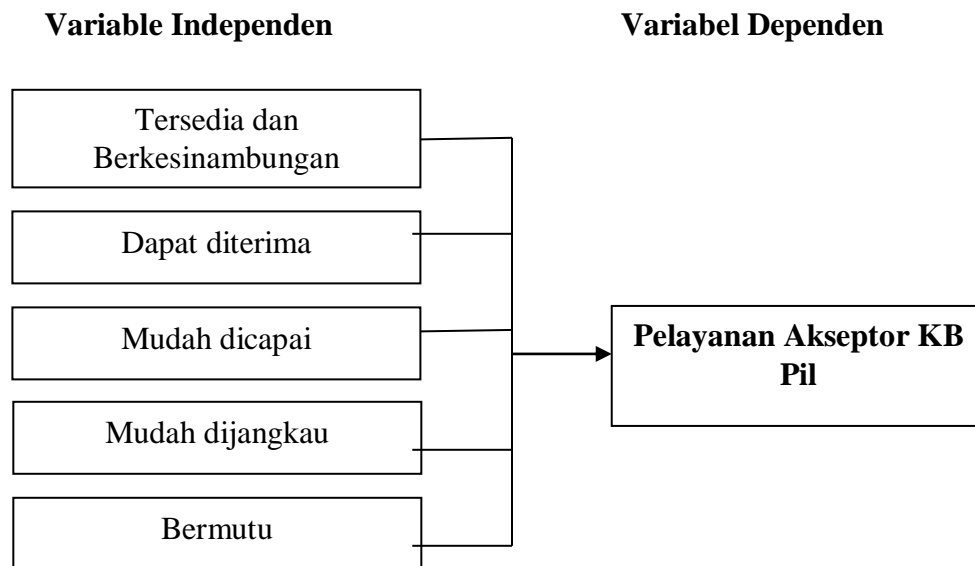 Variable Independen
Variabel Dependen
Tersedia dan
Berkesinambungan
Dapat diterima
Mudah dicapai
Mudah dijangkau
Bermutu
Pelayanan Akseptor KB
Pil